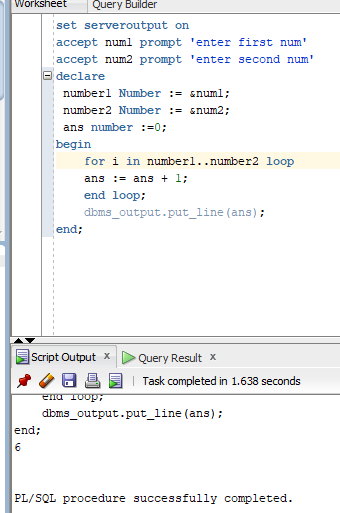 Worksheet Query Builder
set serveroutput on
accept num1 prompt 'enter first num'
accept num2 prompt 'enter second num'
declare
number1 Number := &num1;
number2 Number := &num2;
ans number :=0;
begin
for i in number1..number2 loop
ans := ans + 1;
end loop;
dbms_output.put_line(ans);
end;
Script Output x Query Result x
Task completed in 1.638 seconds
end loop;
dbms_output.put_line(ans);
end;
6
PL/SQL procedure successfully completed.